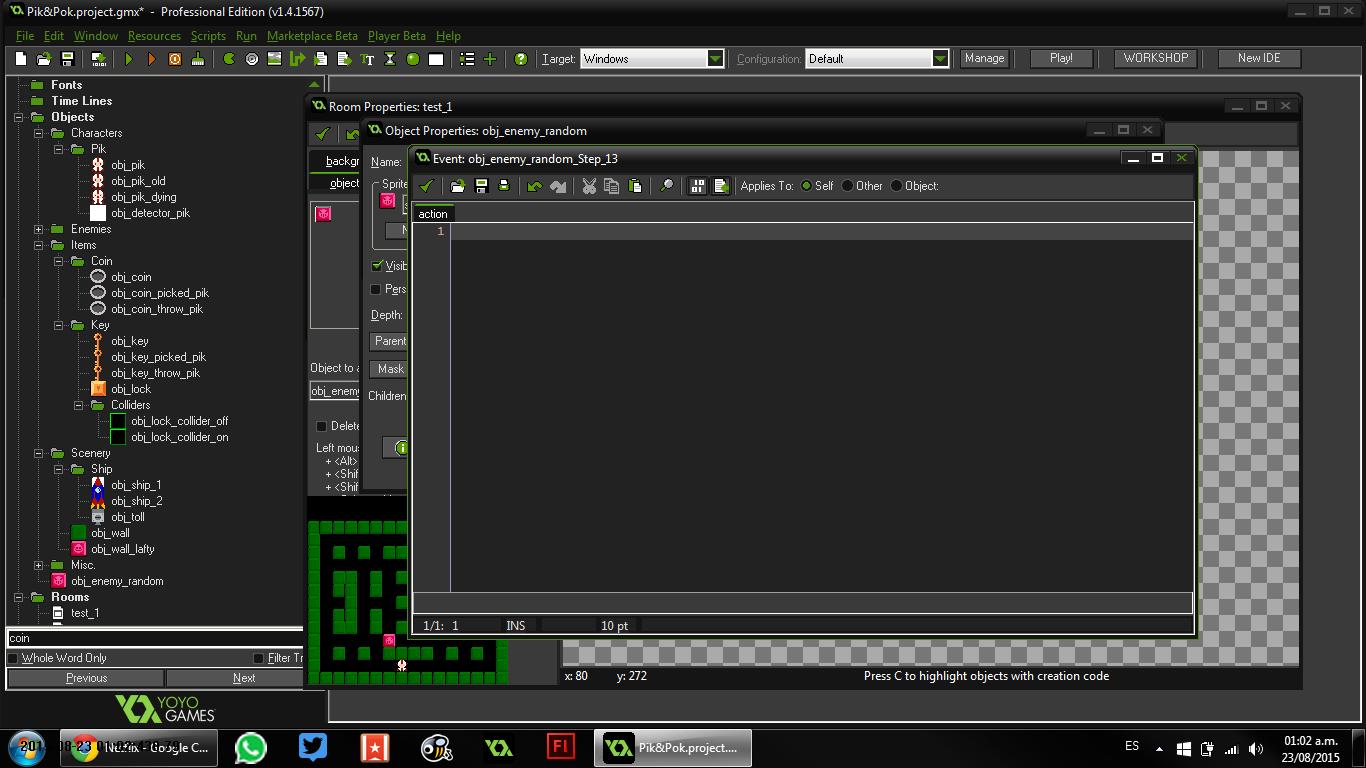 Pik&Pok.project.gmx* - Professional Edition (v1.4.1567)
File Edit Window Resources Scripts Run Marketplace Beta Player Beta Help
Target: Windows Configuration: Default Manage Play! WORKSHOP New IDE
Fonts
Time Lines
Objects
Characters
Pik
obj_pik
obj_pik_old
obj_pik_dying
obj_detector_pik
Enemies
Items
Coin
obj_coin
obj_coin_picked_pik
obj_coin_throw_pik
Key
obj_key
obj_key_picked_pik
obj_key_throw_pik
obj_lock
Colliders
obj_lock_collider_off
obj_lock_collider_on
Scenery
Ship
obj_ship_1
obj_ship_2
obj_toll
obj_wall
obj_wall_lafty
Misc.
obj_enemy_random
Rooms
test_1
coin
Whole Word Only Filter Tr
Previous Next
YOYO
GAMES
Room Properties: test_1
backgr
object
Object to a
obj_enemy
Delete
Left mou
+ <Alt>
+ <Shif
+ <Shif
Object Properties: obj_enemy_random
Name:
Sprite
N
Visib
Pers
Depth:
Parent
Mask
Children
Event: obj_enemy_random_Step_13
Applies To: Self Other Object:
action
1
1/1: 1 INS 10 pt
x: 80 y: 272 Press C to highlight objects with creation code
- Google C...
Fl
Pik&Pok.project....
ES
01:02 a.m.
23/08/2015